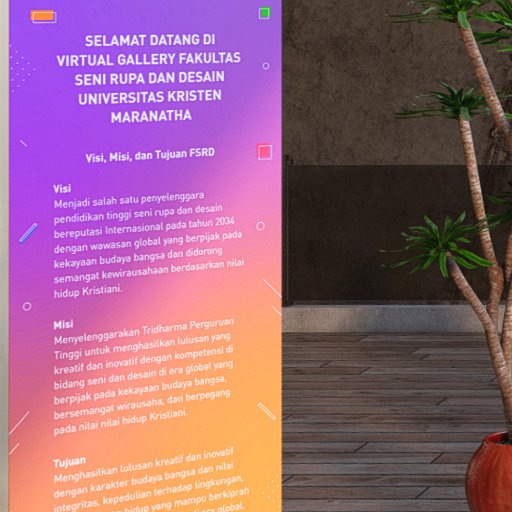 SELAMAT DATANG DI
VIRTUAL GALLERY FAKULTAS
SENI RUPA DAN DESAIN
UNIVERSITAS KRISTEN
MARANATHA
Visi, Misi, dan Tujuan FSRD
Visi
Menjadi salah satu penyelenggara
pendidikan tinggi seni rupa dan desain
bereputasi Internasional pada tahun 2034
dengan wawasan global yang berpijak pada
kekayaan budaya bangsa dan didorong
semangat kewirausahaan berdasarkan nilai
hidup Kristiani.
Misi
Menyelenggarakan Tridharma Perguruan
Tinggi untuk menghasilkan lulusan yang
kreatif dan inovatif dengan kompetensi di
bidang seni dan desain di era global yang
berpijak pada kekayaan budaya bangsa,
bersemangat wirausaha, dan berpegang
pada nilai nilai hidup Kristiani.
Tujuan
Menghasilkan lulusan kreatif dan inovatif
dengan karakter budaya bangsa dan nilai
integritas, kepedulian terhadap lingkungan,
hidup yang mampu berkiprah
era global.